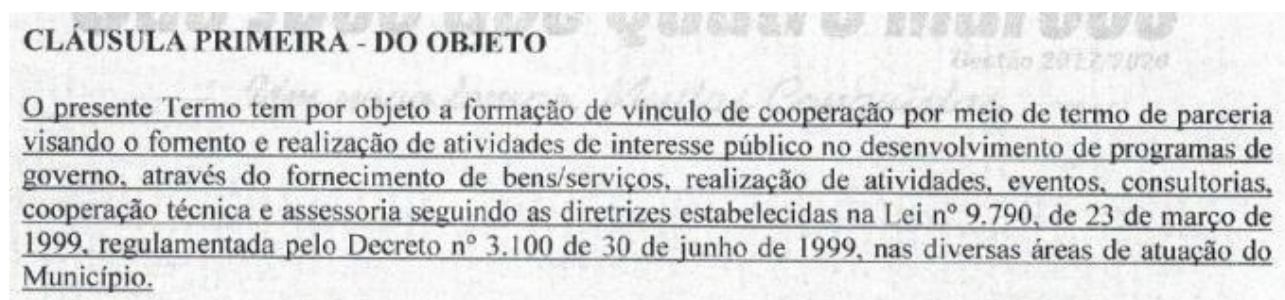 Gestão 2017/2020
CLÁUSULA PRIMEIRA - DO OBJETO
O presente Termo tem por objeto a formação de vínculo de cooperação por meio de termo de parceria
visando o fomento e realização de atividades de interesse público no desenvolvimento de programas de
governo, através do fornecimento de bens/serviços, realização de atividades, eventos, consultorias,
cooperação técnica e assessoria seguindo as diretrizes estabelecidas na Lei nº 9.790, de 23 de março de
1999, regulamentada pelo Decreto nº 3.100 de 30 de junho de 1999, nas diversas áreas de atuação do
Município.